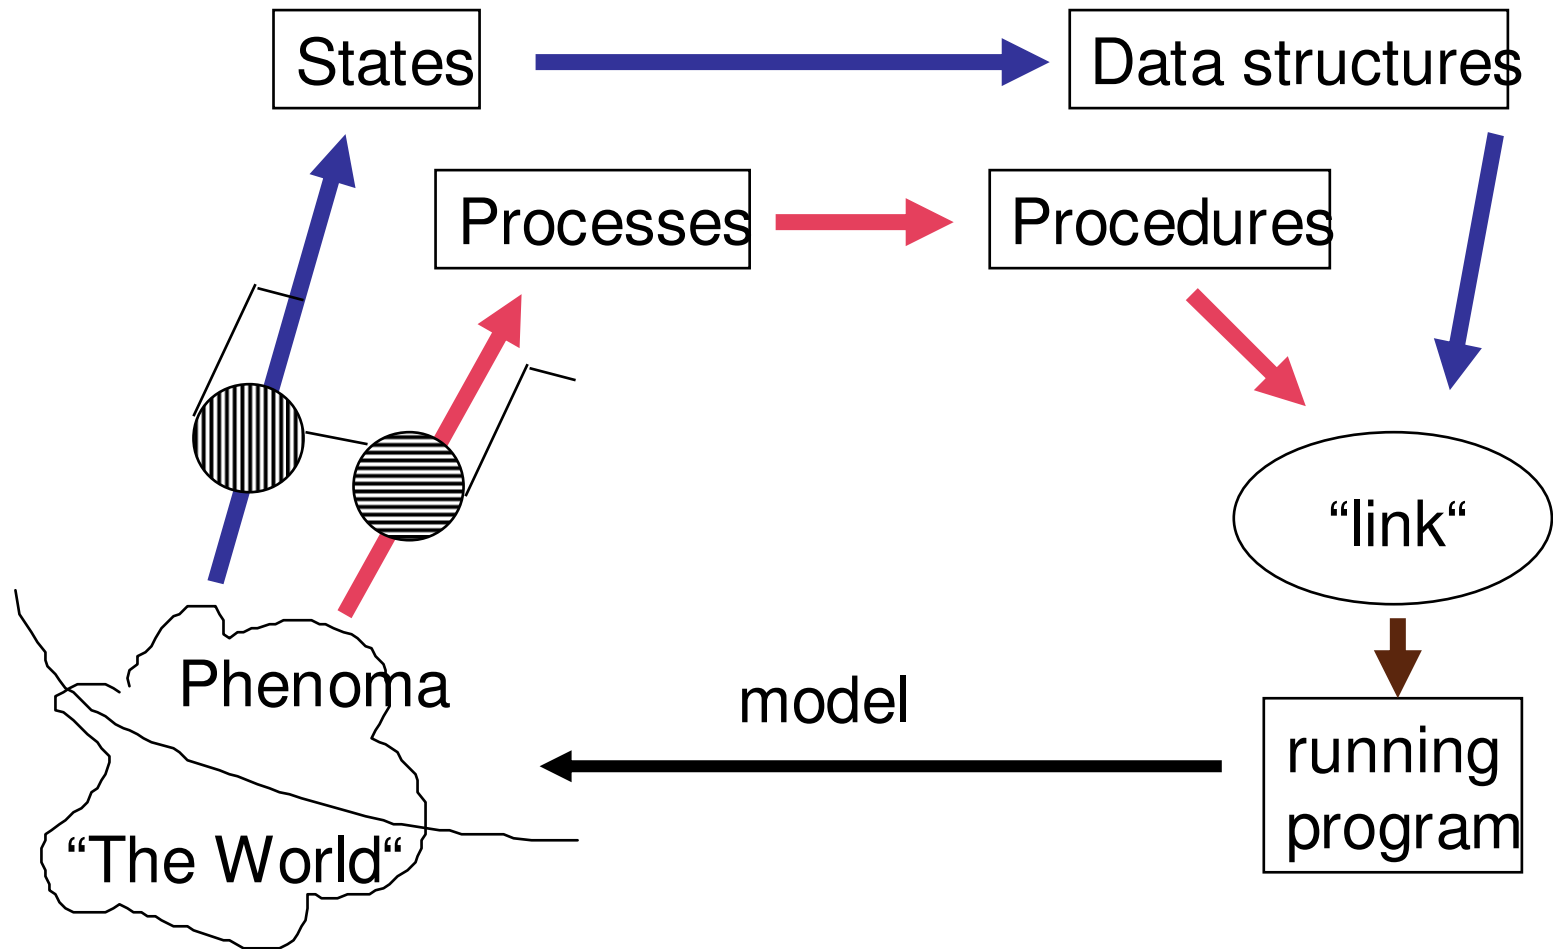 States
Data structures
Processes
Procedures
“link“
Phenoma
model
running
program
“The World“